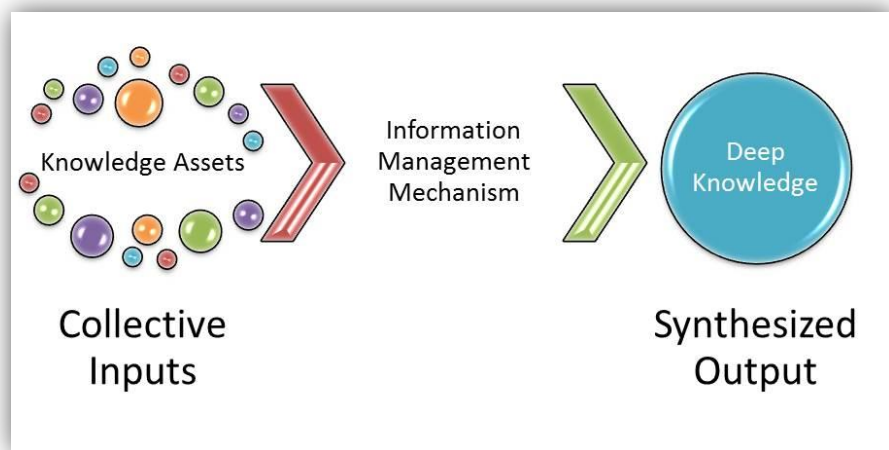 Knowledge Assets
Information
Management
Mechanism
Deep
Knowledge
Collective
Inputs
Synthesized
Output